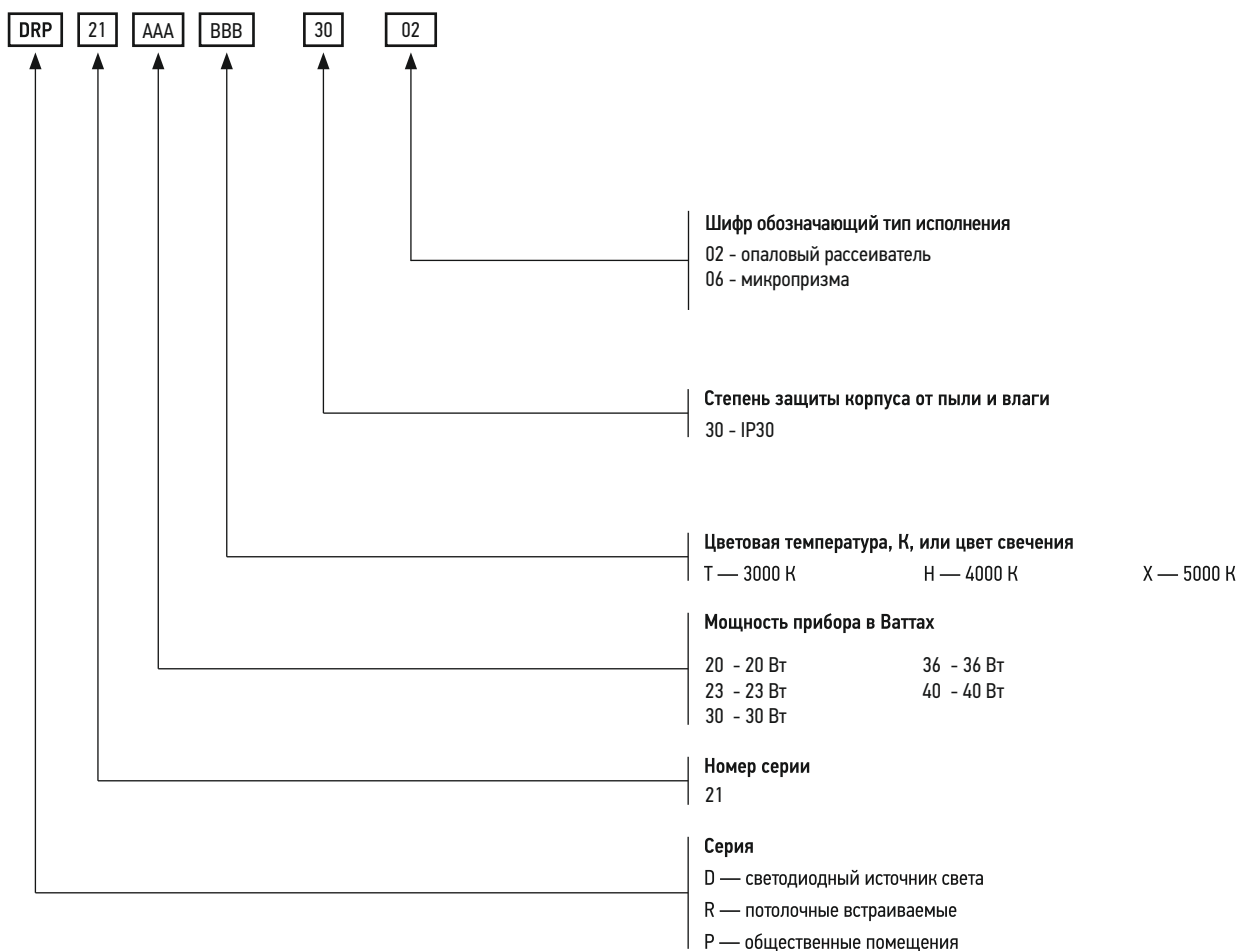 DRP 21 AAA BBB 30 02
Шифр обозначающий тип исполнения
02 - опаловый рассеиватель
06 - микропризма
Степень защиты корпуса от пыли и влаги
30 - IP30
Цветовая температура, К, или цвет свечения
Т — 3000 К Н — 4000 К Х — 5000 К
Мощность прибора в Ваттах
20 - 20 Вт 36 - 36 Вт
23 - 23 Вт 40 - 40 Вт
30 - 30 Вт
Номер серии
21
Серия
D — светодиодный источник света
R — потолочные встраиваемые
P — общественные помещения